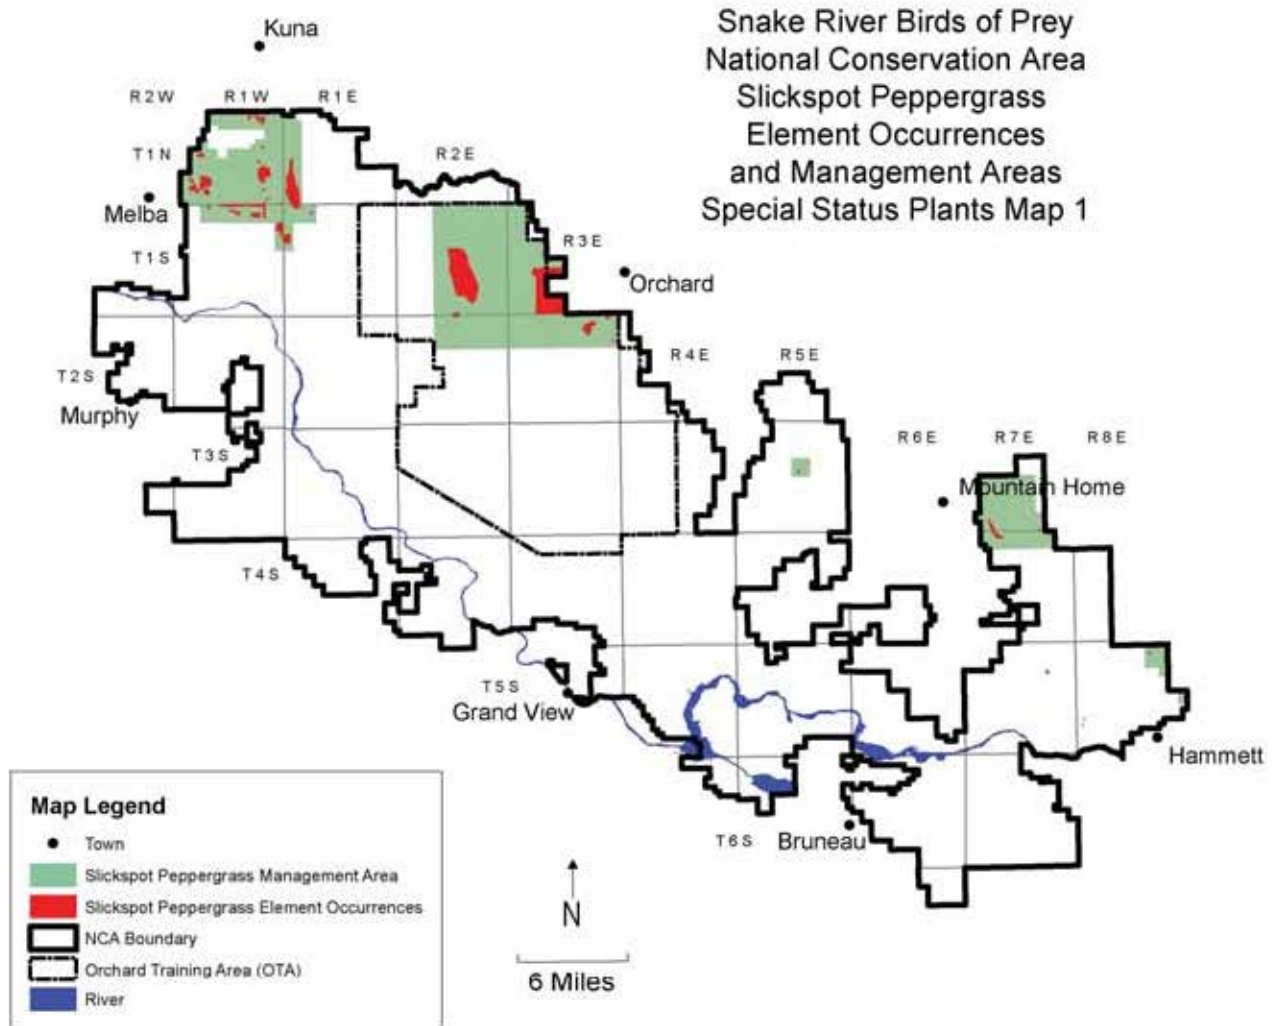 Snake River Birds of Prey
National Conservation Area
Slickspot Peppergrass
Element Occurrences
and Management Areas
Special Status Plants Map 1
Kuna
R2W
R1W
R1E
T1N
R2E
Melba
T1S
R3E
Orchard
T2S
R4E
R5E
Murphy
T3S
R6E
R7E
R8E
Mountain Home
T4S
T5S
Grand View
Hammett
T6S
Bruneau
Map Legend
Town
Slickspot Peppergrass Management Area
Slickspot Peppergrass Element Occurrences
NCA Boundary
Orchard Training Area (OTA)
River
N
6 Miles